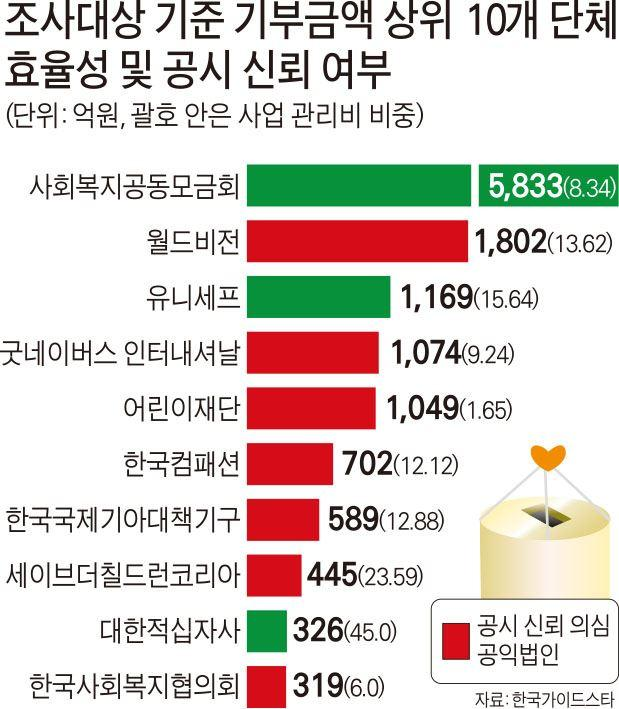 조사대상 기준 기부금액 상위 10개 단체
효율성 및 공시 신뢰 여부
(단위: 억원, 괄호 안은 사업 관리비 비중)
사회복지공동모금회 5,833(8.34)
월드비전 1,802(13.62)
유니세프 1,169(15.64)
굿네이버스 인터내셔날 1,074(9.24)
어린이재단 1,049(1.65)
한국컴패션 702(12.12)
한국국제기아대책기구 589(12.88)
세이브더칠드런코리아 445(23.59)
대한적십자사 326(45.0)
한국사회복지협의회 319(6.0)
공시 신뢰 의심
공익법인
자료: 한국가이드스타